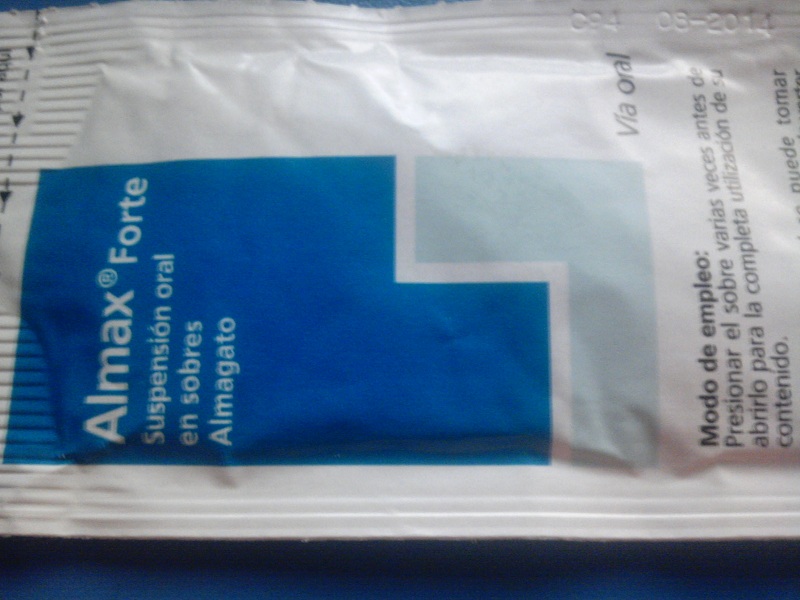 Almax® Forte
Suspensión oral
en sobres
Almagato
Vía oral
Modo de empleo:
Presionar el sobre varias veces antes de
abrirlo para la completa utilización de su
contenido.
puede tomar
C94 08-2014